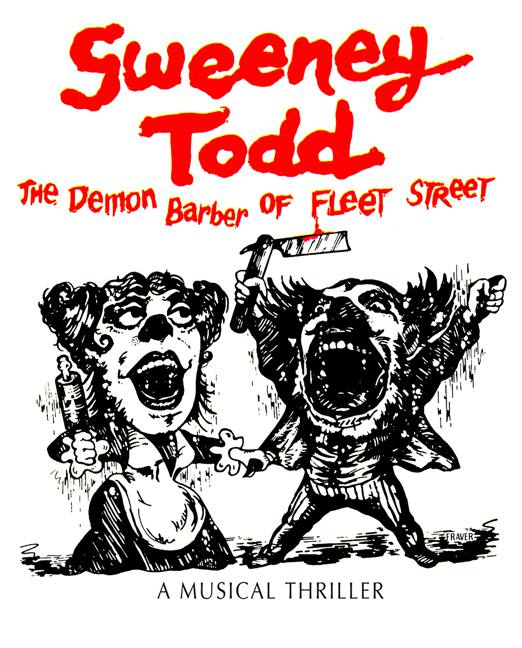 Sweeney
Todd
THE DEMON BARBER OF FLEET STREET
FRAVER
A MUSICAL THRILLER